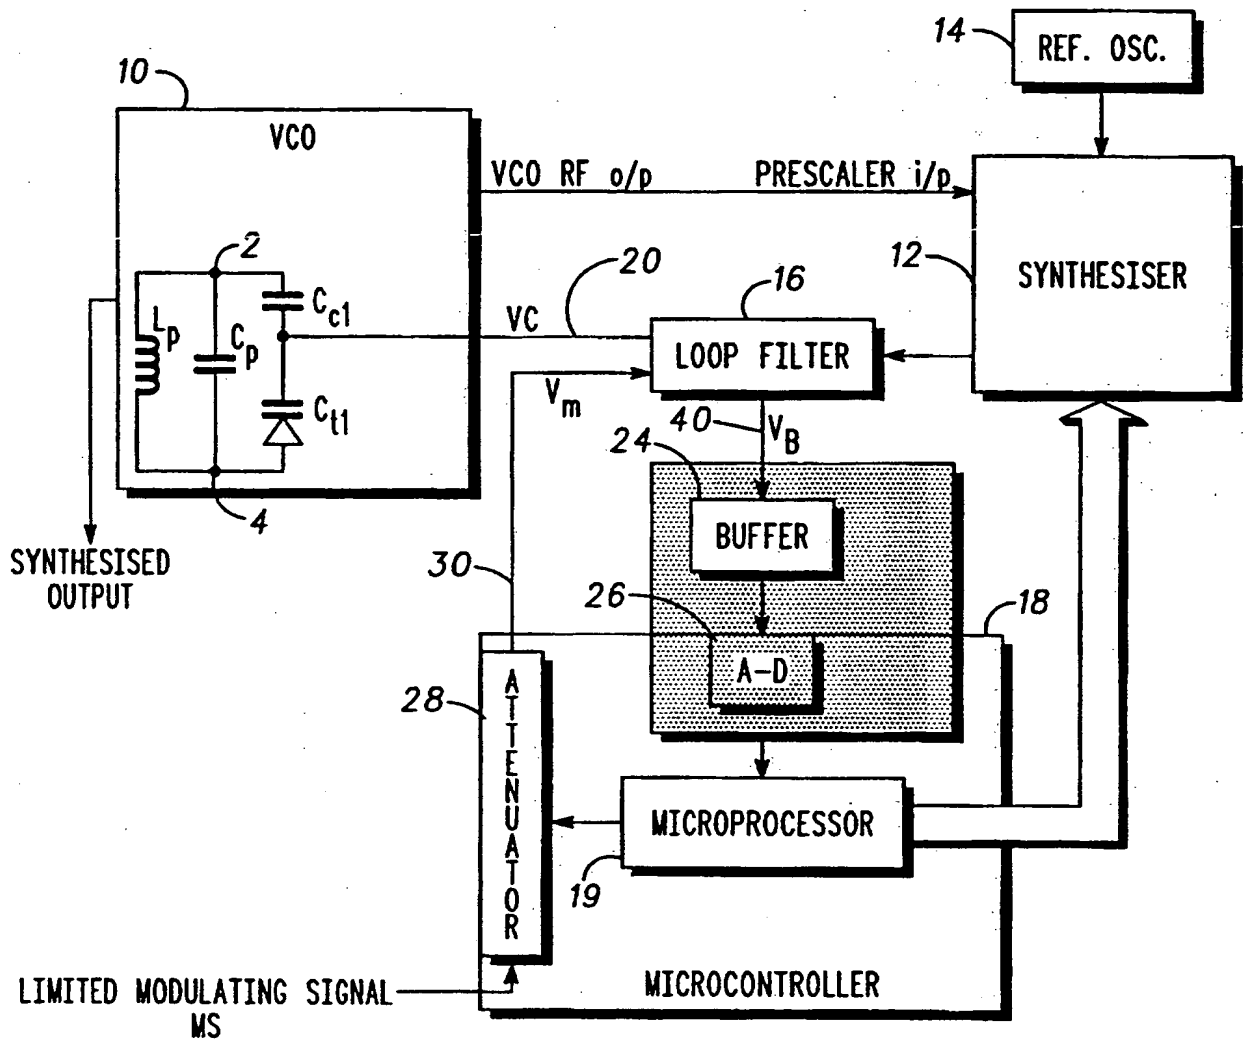 14
REF. OSC.
10
VCO
VCO RF o/p
PRESCALER i/p
2
20
12
SYNTHESISER
16
Lp
Cp
Cc1
VC
LOOP FILTER
Ct1
Vm
40
VB
24
4
BUFFER
SYNTHESISED
OUTPUT
30
26
18
A-D
28
ATTENUATOR
MICROPROCESSOR
19
LIMITED MODULATING SIGNAL
MS
MICROCONTROLLER